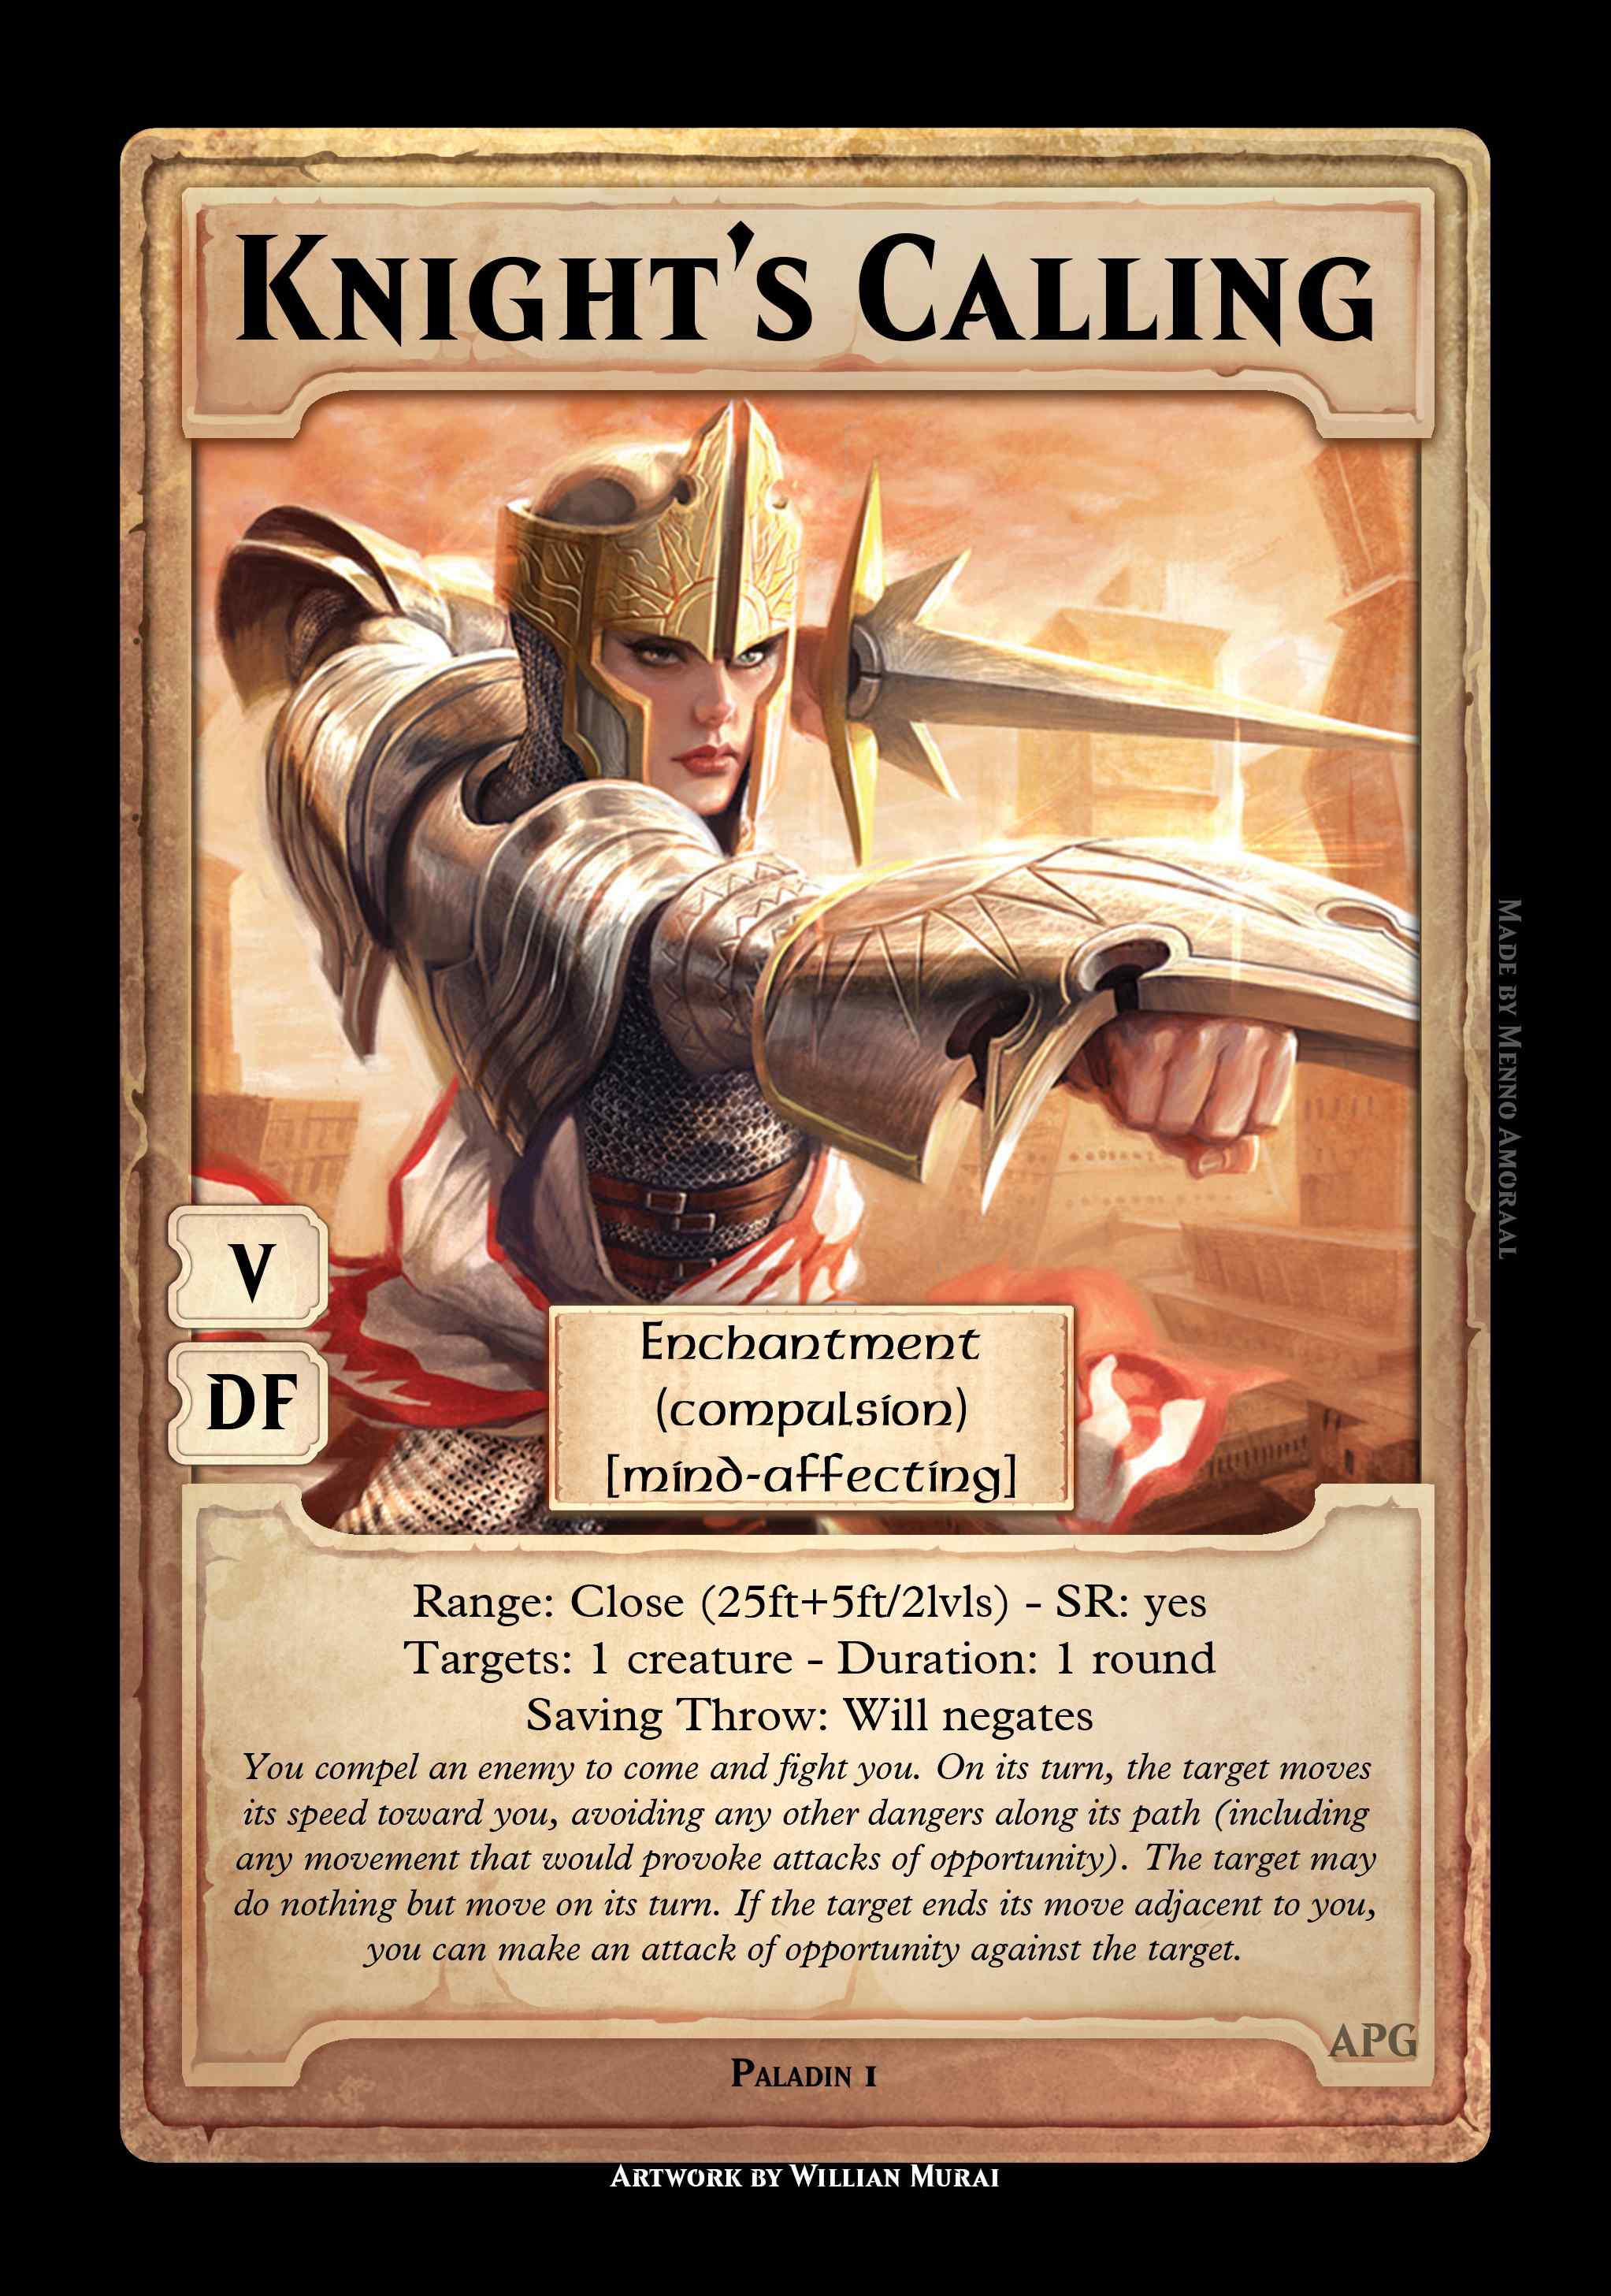 Knight's Calling
V
DF
Enchantment
(compulsion)
[mind-affecting]
Range: Close (25ft+5ft/2lvls) - SR: yes
Targets: 1 creature - Duration: 1 round
Saving Throw: Will negates
You compel an enemy to come and fight you. On its turn, the target moves
its speed toward you, avoiding any other dangers along its path (including
any movement that would provoke attacks of opportunity). The target may
do nothing but move on its turn. If the target ends its move adjacent to you,
you can make an attack of opportunity against the target.
APG
Paladin 1
Artwork by Willian Murai
Made by Menno Amoraal